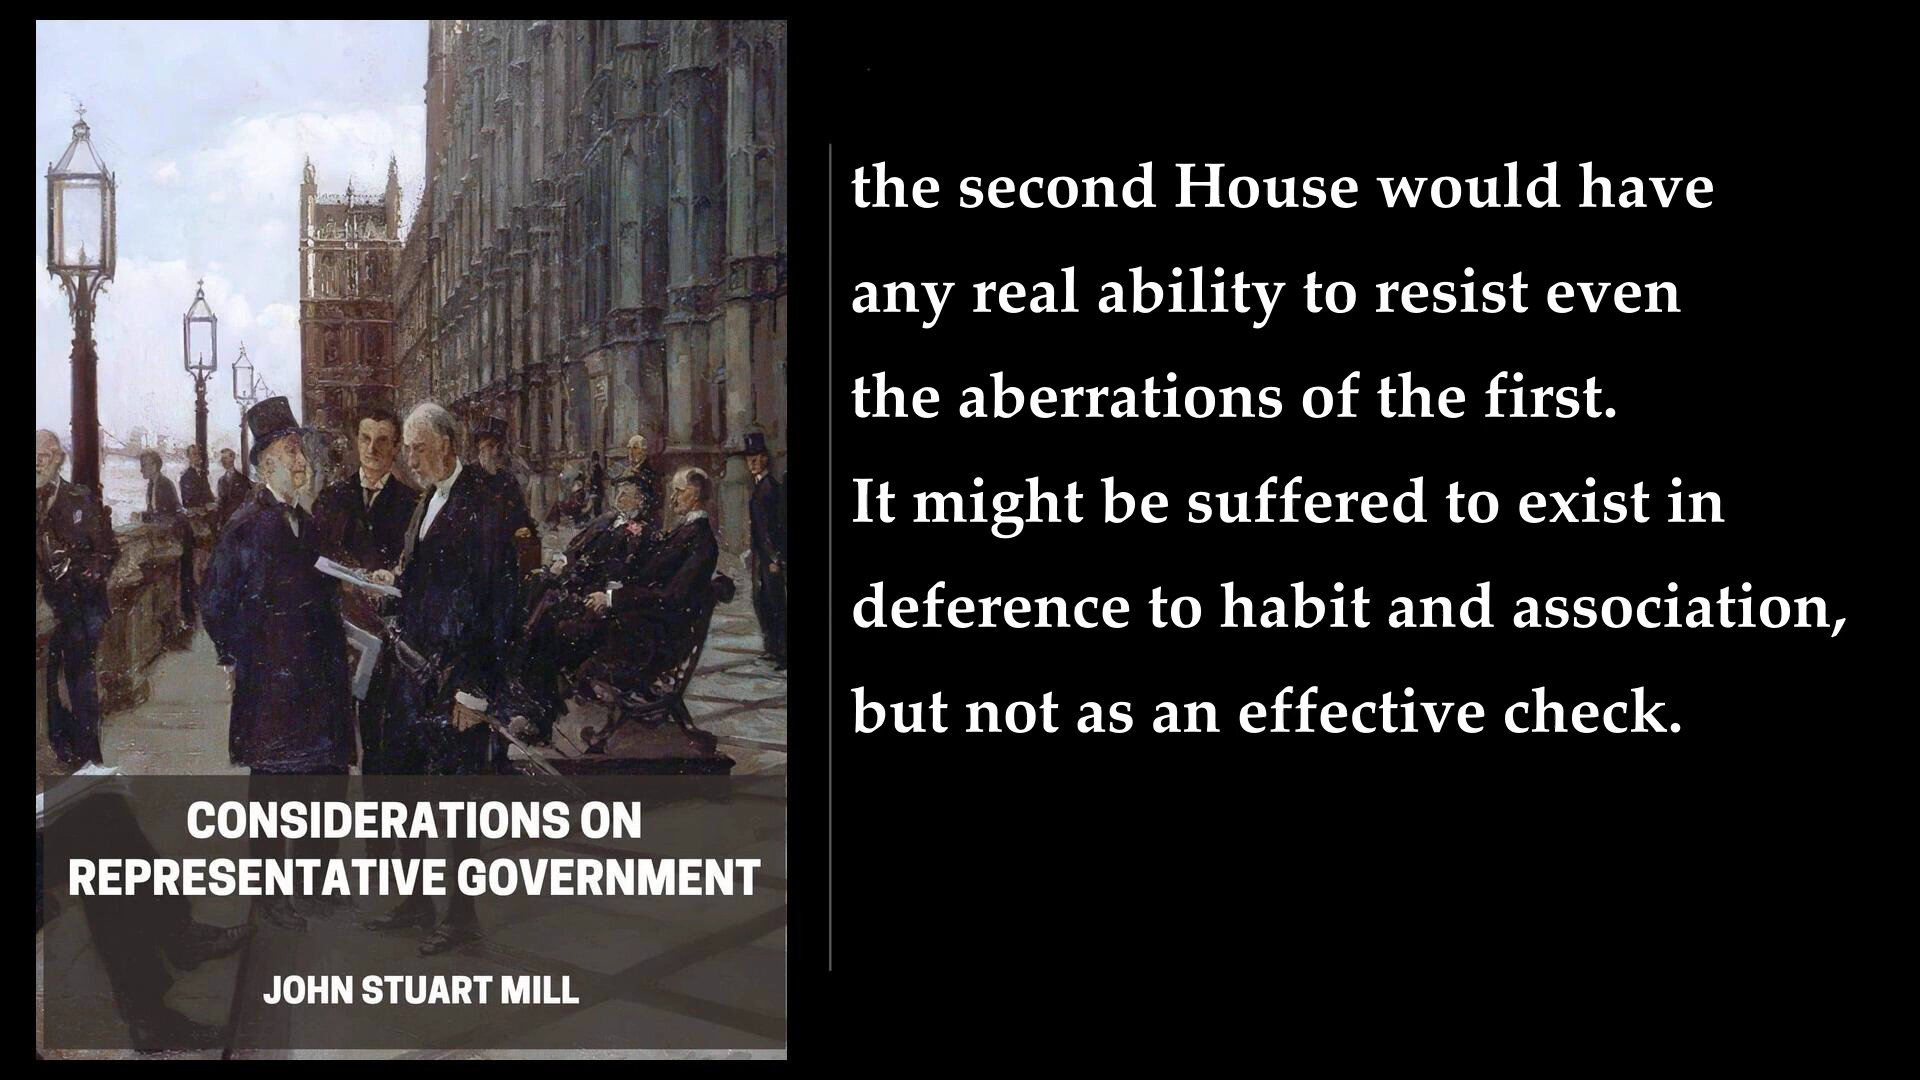 CONSIDERATIONS ON
REPRESENTATIVE GOVERNMENT
JOHN STUART MILL
the second House would have
any real ability to resist even
the aberrations of the first.
It might be suffered to exist in
deference to habit and association,
but not as an effective check.